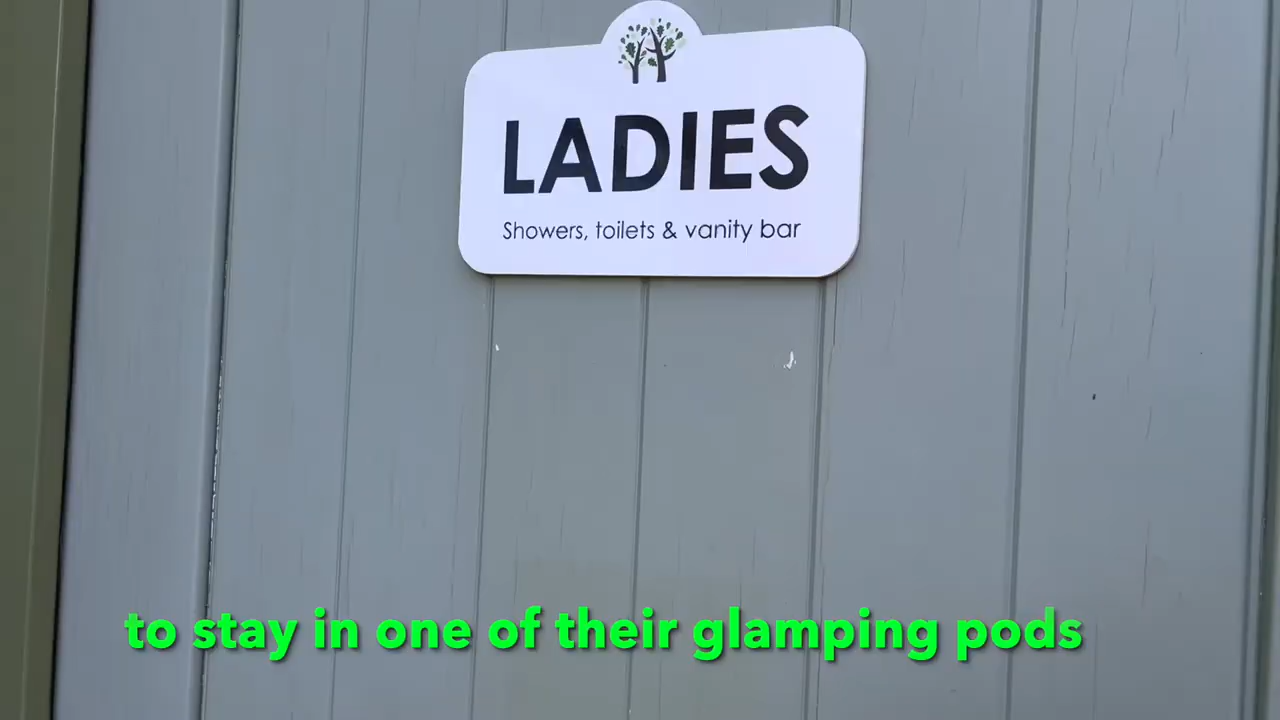 LADIES
Showers, toilets & vanity bar
to stay in one of their glamping pods